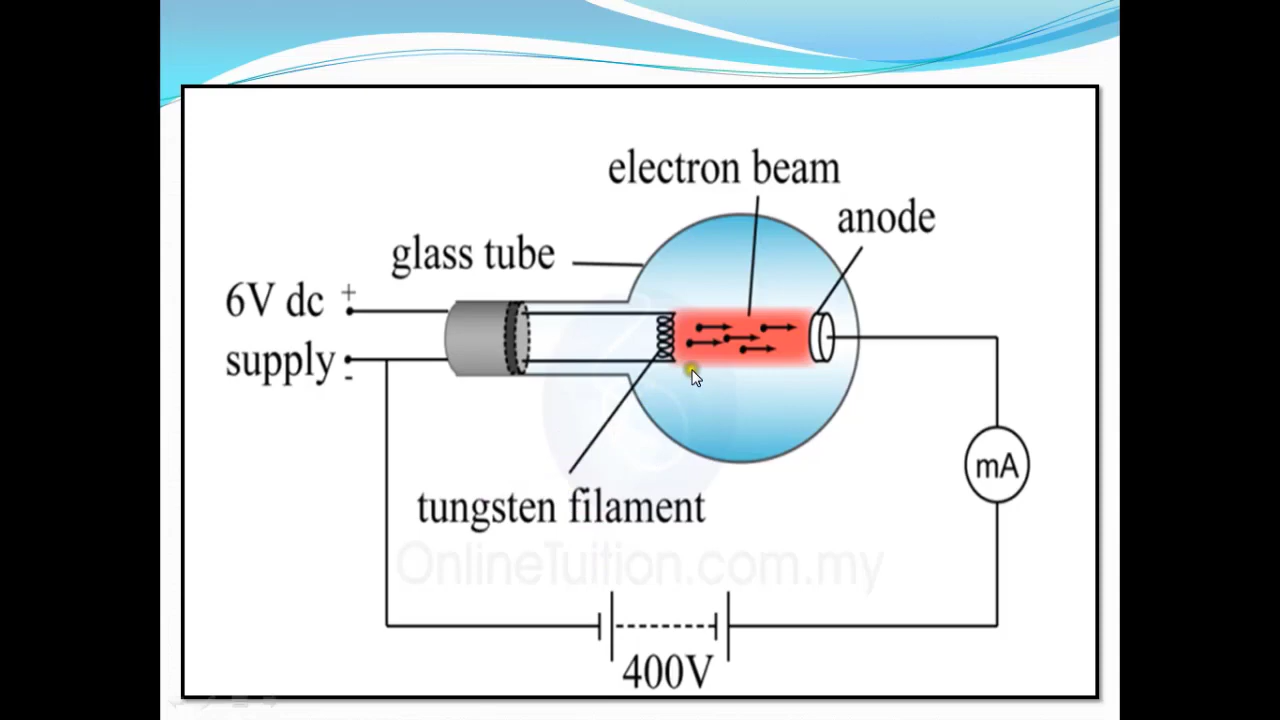 electron beam
anode
glass tube
6V dc +
supply -
mA
tungsten filament
OnlineTuition.com.my
400V